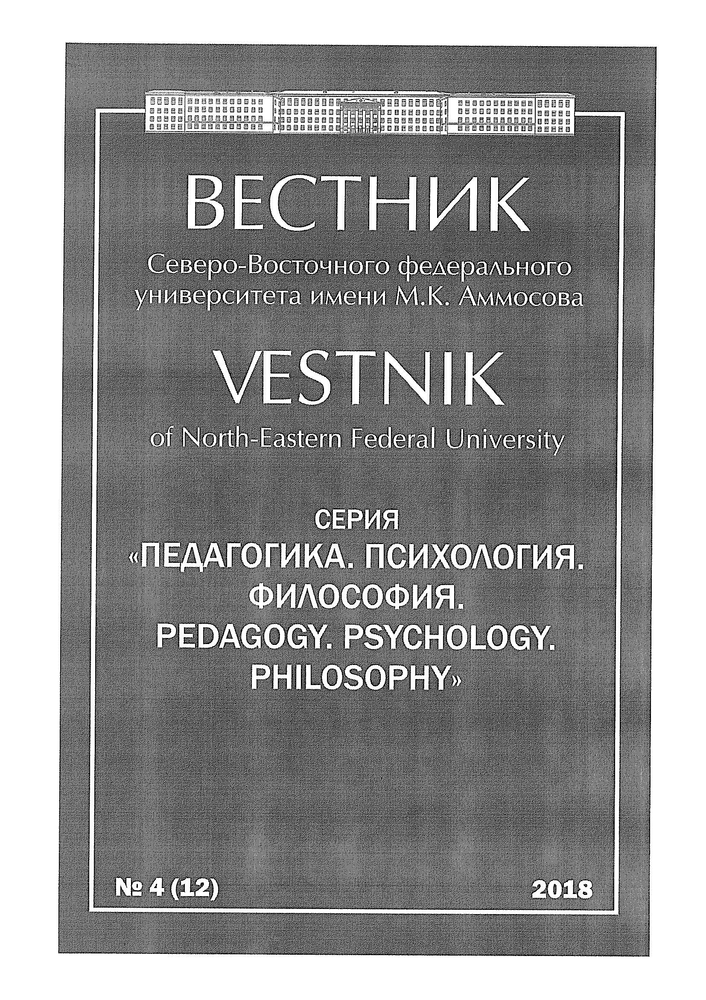 ВЕСТНИК
Северо-Восточного федерального
университета имени М.К. Аммосова
VESTNIK
of North-Eastern Federal University
СЕРИЯ
«ПЕДАГОГИКА. ПСИХОЛОГИЯ.
ФИЛОСОФИЯ.
PEDAGOGY. PSYCHOLOGY.
PHILOSOPHY»
№ 4 (12)
2018